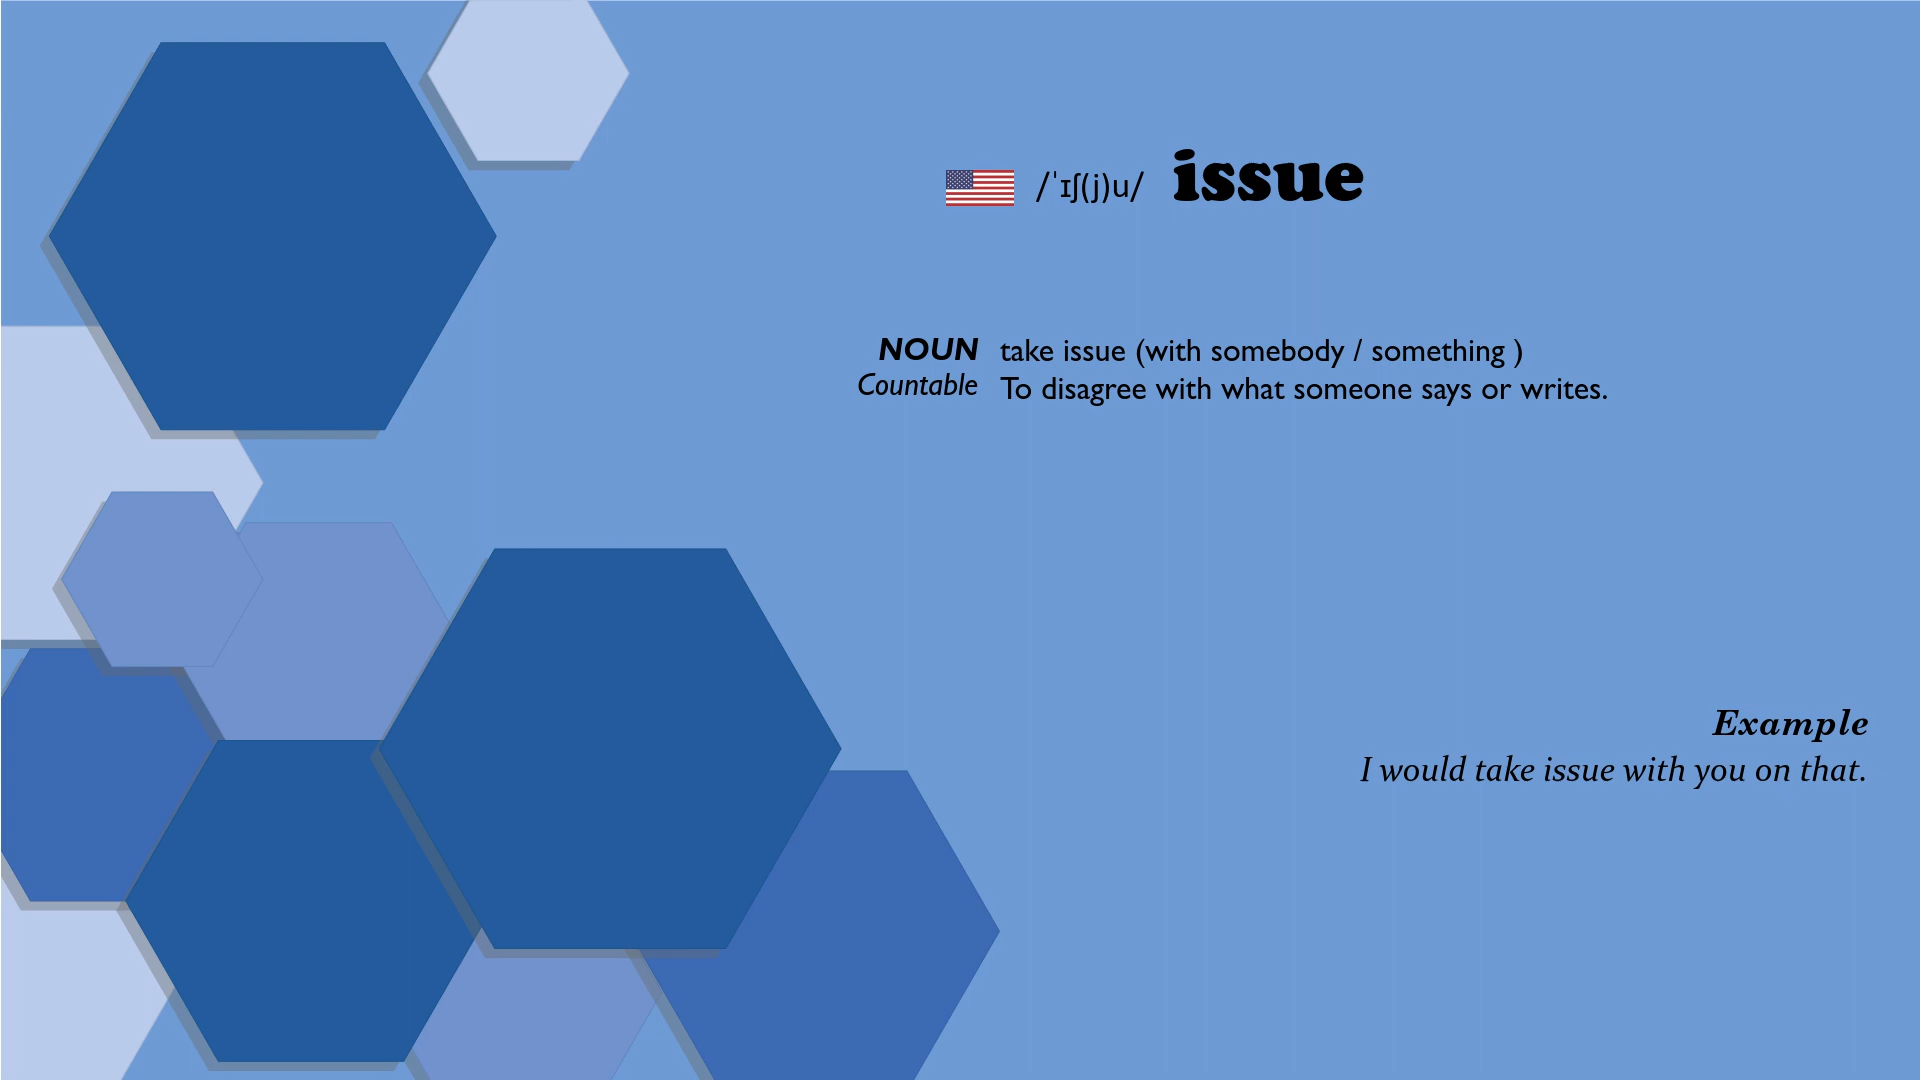 /ˈɪʃ(j)u/ issue
NOUN take issue (with somebody / something )
Countable To disagree with what someone says or writes.
Example
I would take issue with you on that.